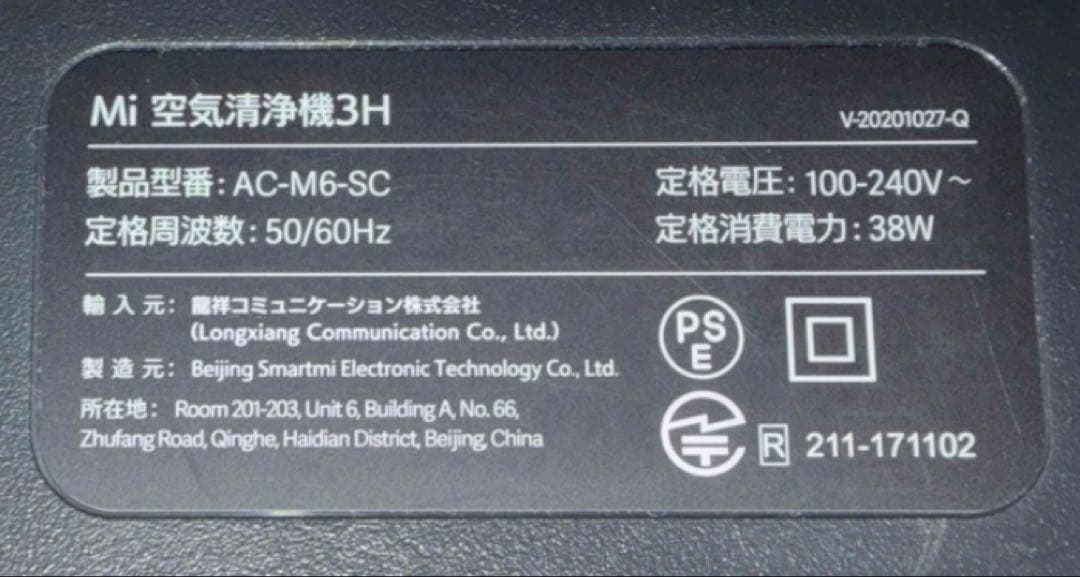 Mi 空気清浄機3H
V-20201027-Q
製品型番: AC-M6-SC
定格電圧: 100-240V~
定格周波数: 50/60Hz
定格消費電力: 38W
輸入元: 龍祥コミュニケーション株式会社
(Longxiang Communication Co., Ltd.)
製造元: Beijing Smartmi Electronic Technology Co., Ltd.
所在地: Room 201-203, Unit 6, Building A, No. 66,
Zhufang Road, Qinghe, Haidian District, Beijing, China
PS
E
R 211-171102